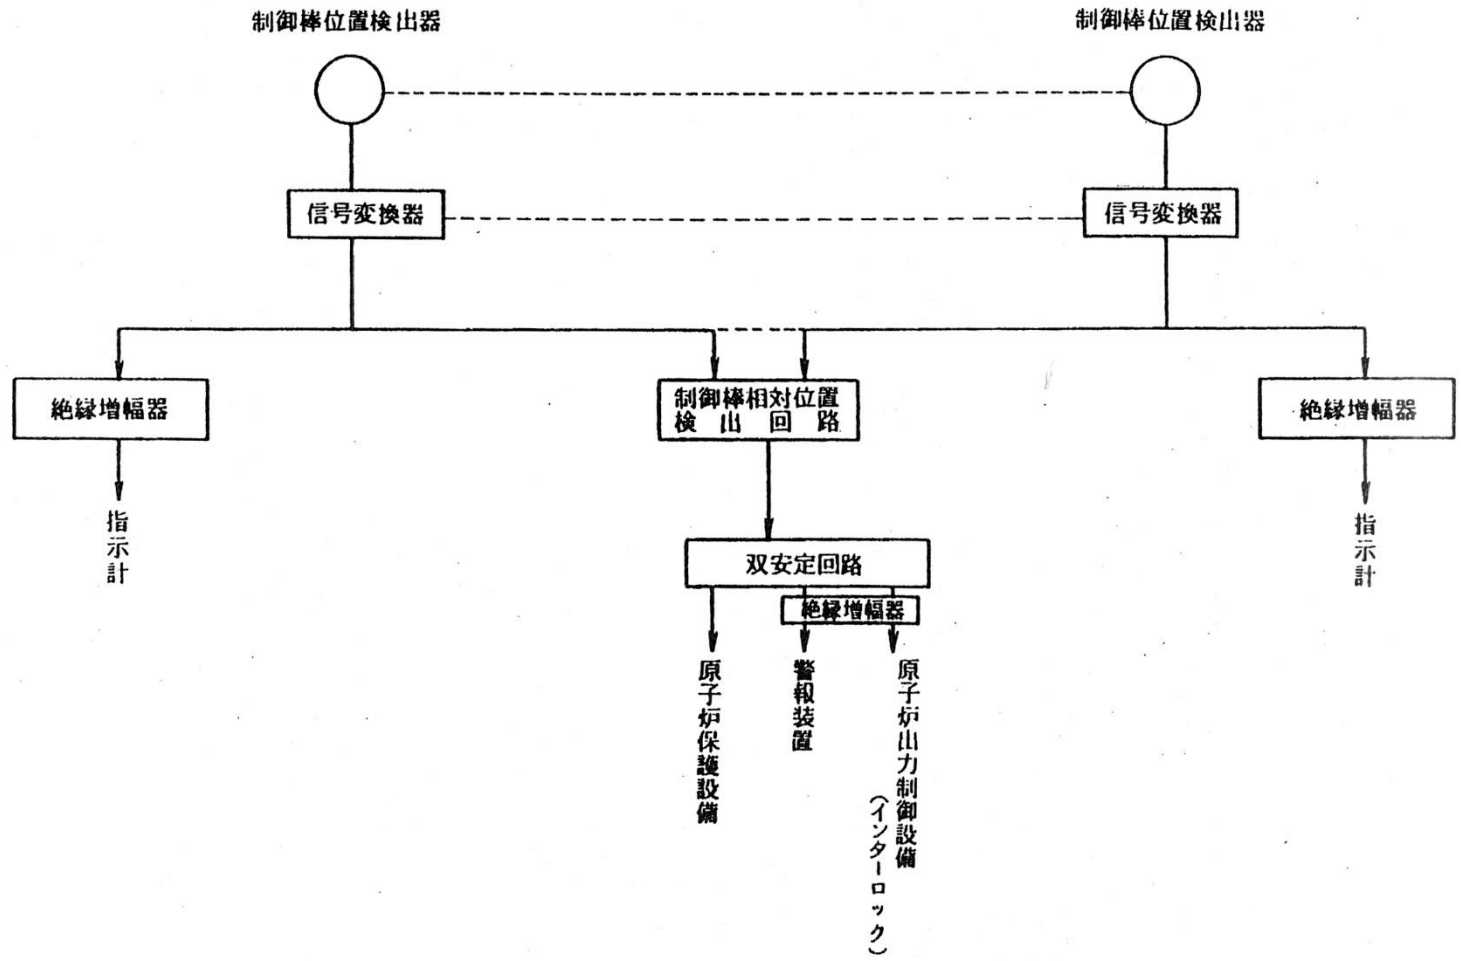 制御棒位置検出器
制御棒位置検出器
信号変換器
信号変換器
絶縁増幅器
制御棒相対位置
検出回路
絶縁増幅器
指示計
指示計
双安定回路
絶縁増幅器
原子炉保護設備
警報装置
原子炉出力制御設備
(インターロック)